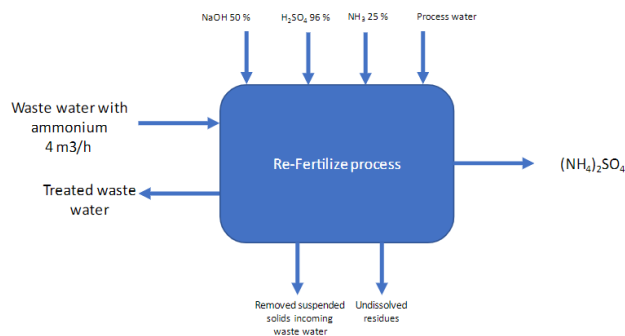 NaOH 50 %
H₂SO₄ 96 %
NH₃ 25 %
Process water
Waste water with
ammonium
4 m3/h
Re-Fertilize process
(NH₄)₂SO₄
Treated waste
water
Removed suspended
solids incoming
waste water
Undissolved
residues